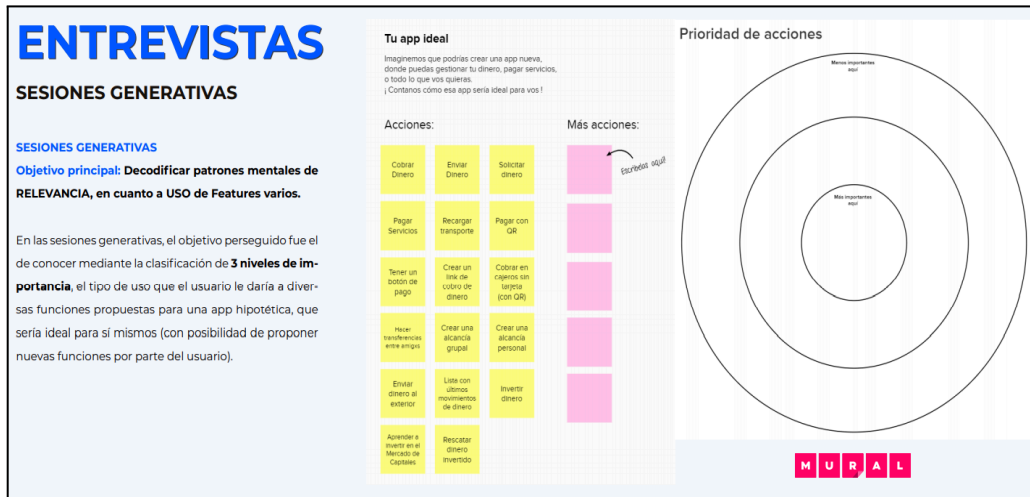 ENTREVISTAS
SESIONES GENERATIVAS
SESIONES GENERATIVAS
Objetivo principal: Decodificar patrones mentales de
RELEVANCIA, en cuanto a USO de Features varios.
En las sesiones generativas, el objetivo perseguido fue el
de conocer mediante la clasificación de 3 niveles de im-
portancia, el tipo de uso que el usuario le daría a diver-
sas funciones propuestas para una app hipotética, que
sería ideal para sí mismos (con posibilidad de proponer
nuevas funciones por parte del usuario).
Tu app ideal
Imaginemos que podrías crear una app nueva,
donde puedas gestionar tu dinero, pagar servicios,
o todo lo que vos quieras.
¡ Contanos cómo esa app sería ideal para vos !
Acciones:
Cobrar
Dinero
Enviar
Dinero
Solicitar
dinero
Pagar
Servicios
Recargar
transporte
Pagar con
QR
Tener un
botón de
pago
Crear un
link de
cobro de
dinero
Cobrar en
cajeros sin
tarjeta
(con QR)
Hacer
transferencias
entre amigxs
Crear una
alcancía
grupal
Crear una
alcancía
personal
Enviar
dinero al
exterior
Lista con
últimos
movimientos
de dinero
Invertir
dinero
Aprender a
invertir en el
Mercado de
Capitales
Rescatar
dinero
invertido
Más acciones:
Escríbelas aquí!
Prioridad de acciones
Menos importantes
aquí
Más importantes
aquí
MURAL